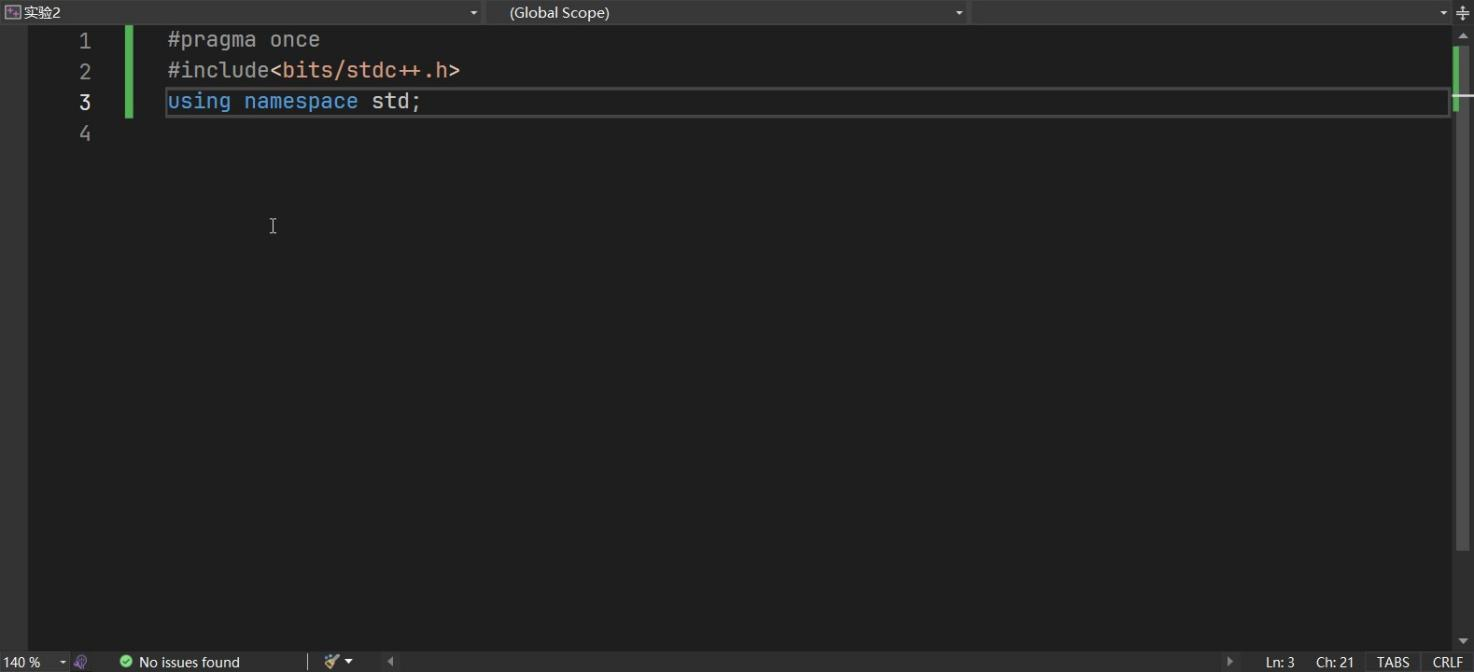 实验2
(Global Scope)
1 #pragma once
2 #include<bits/stdc++.h>
3 using namespace std;
4
140 %
No issues found
Ln: 3
Ch: 21
TABS
CRLF